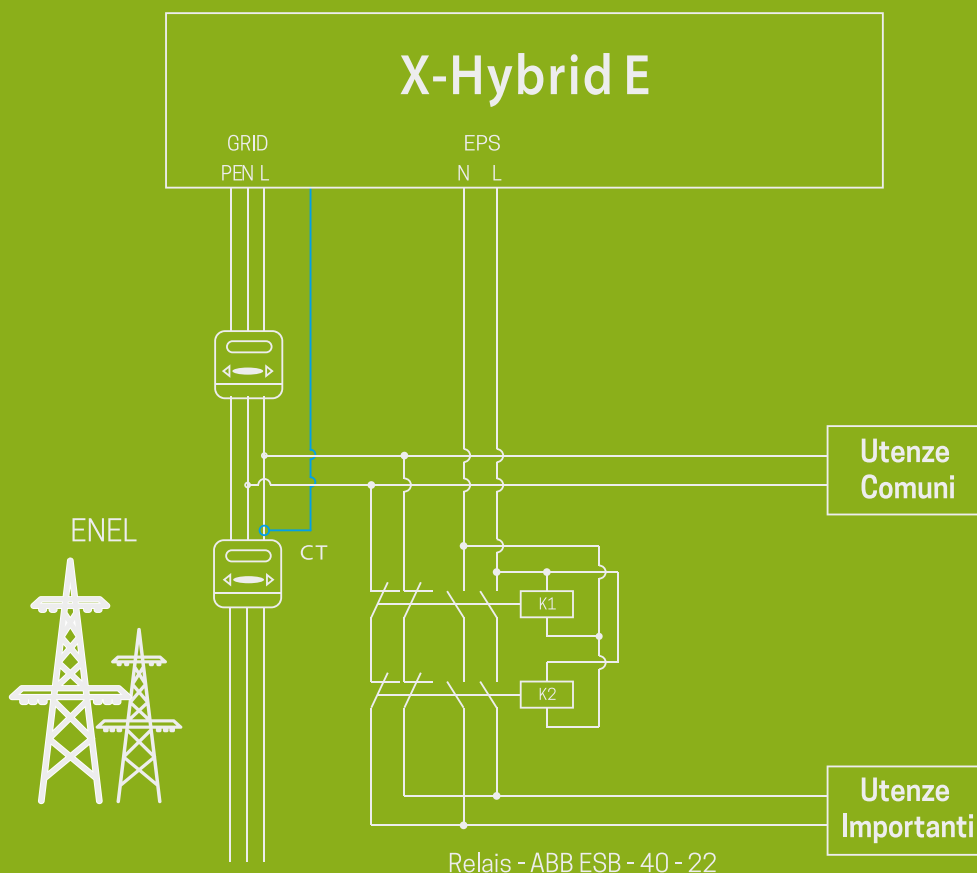 X-Hybrid E
GRID
EPS
PEN L
N L
Utenze
Comuni
ENEL
CT
K1
K2
Utenze
Importanti
Relais - ABB ESB - 40 - 22